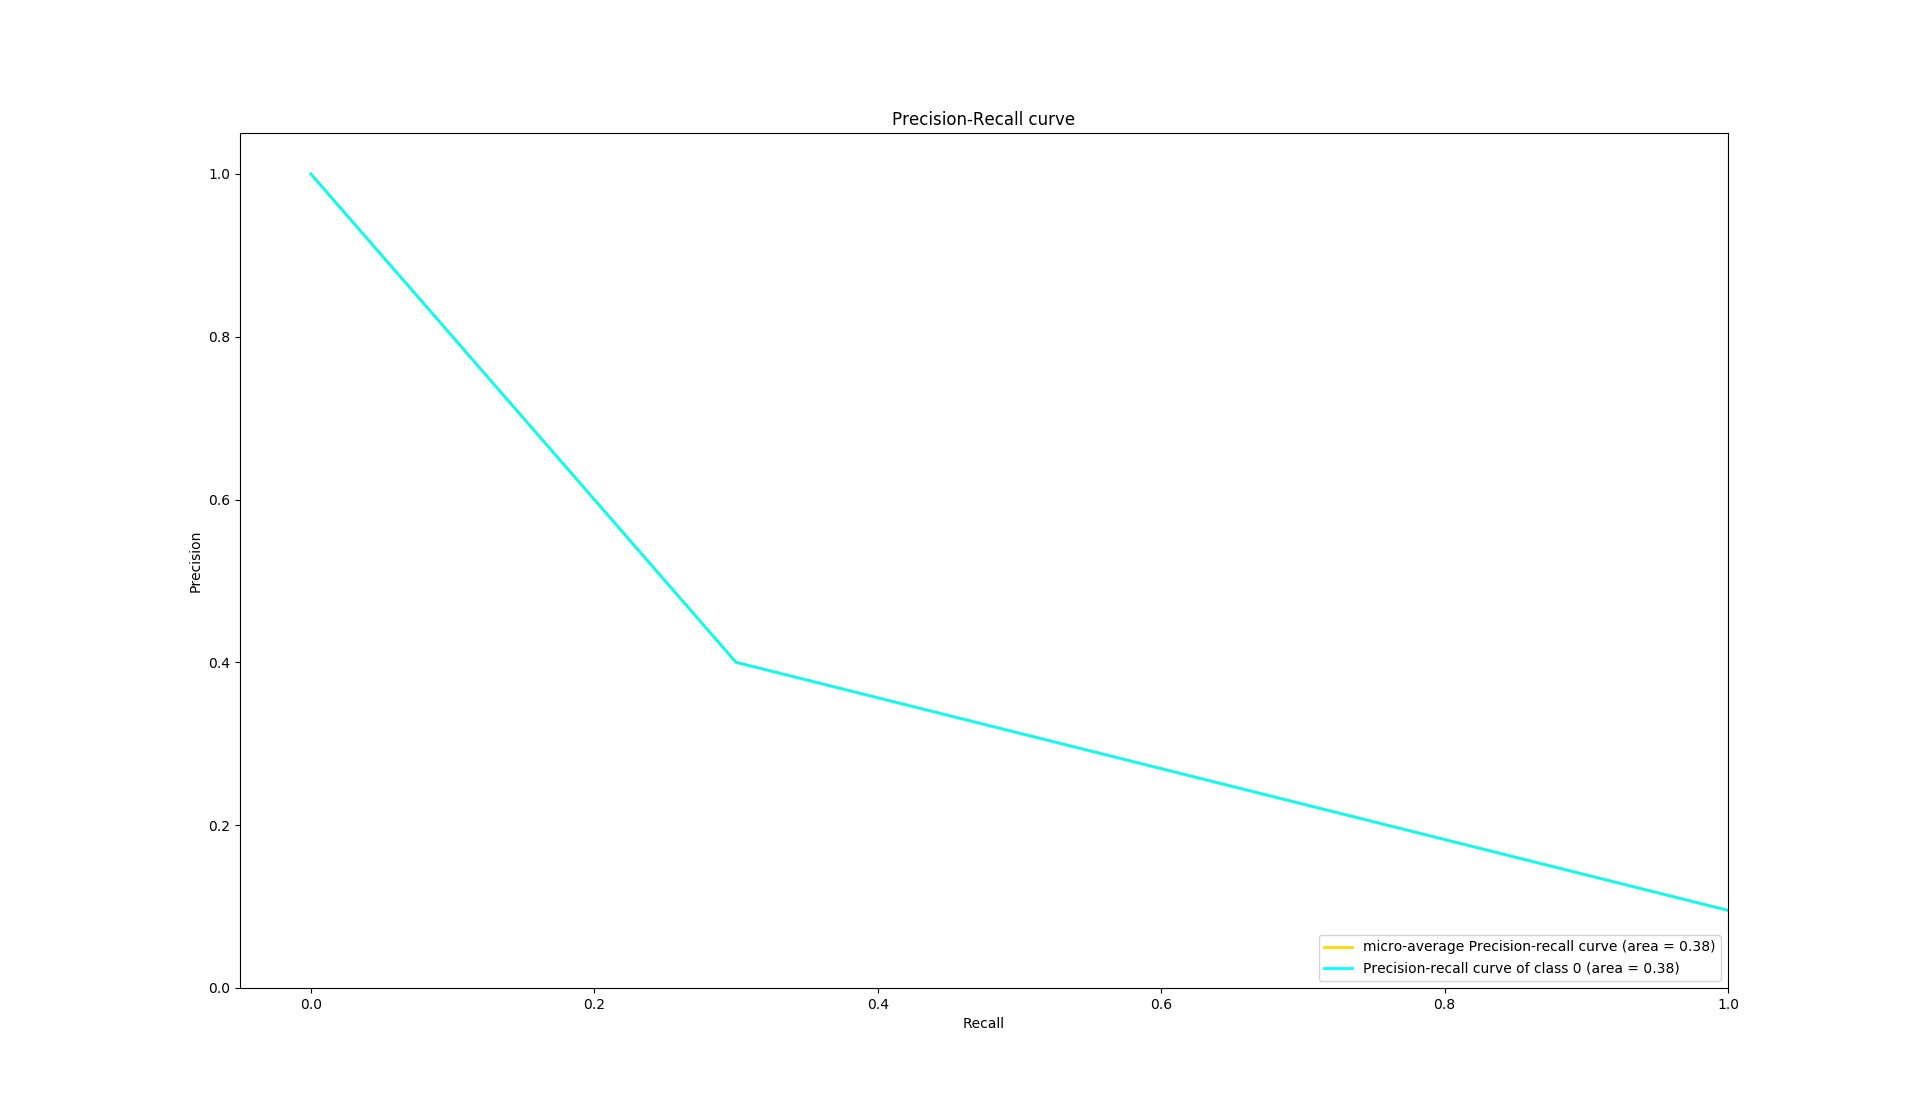 Precision-Recall curve
1.0
0.8
0.6
0.4
0.2
0.0
Precision
0.0 0.2 0.4 0.6 0.8 1.0
Recall
micro-average Precision-recall curve (area = 0.38)
Precision-recall curve of class 0 (area = 0.38)